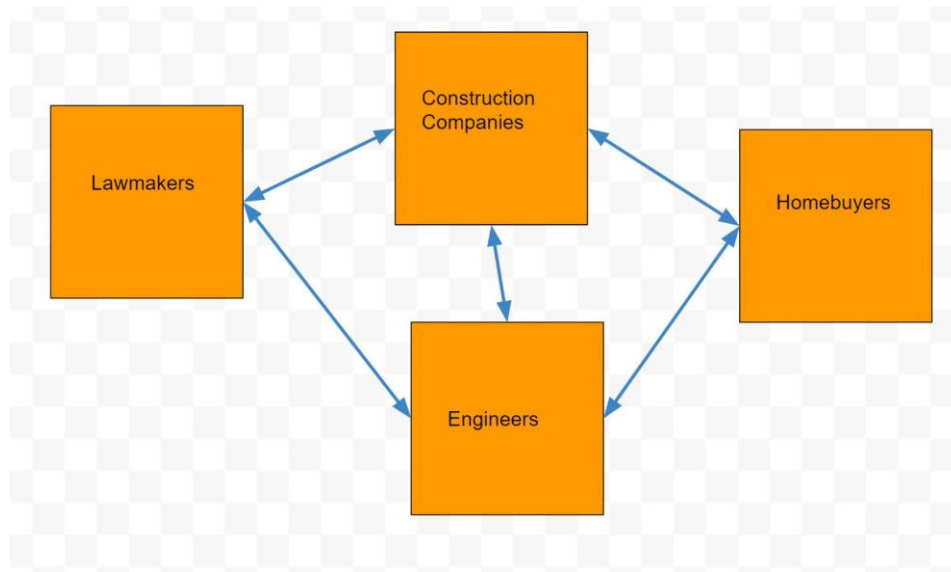 Construction
Companies
Lawmakers
Homebuyers
Engineers